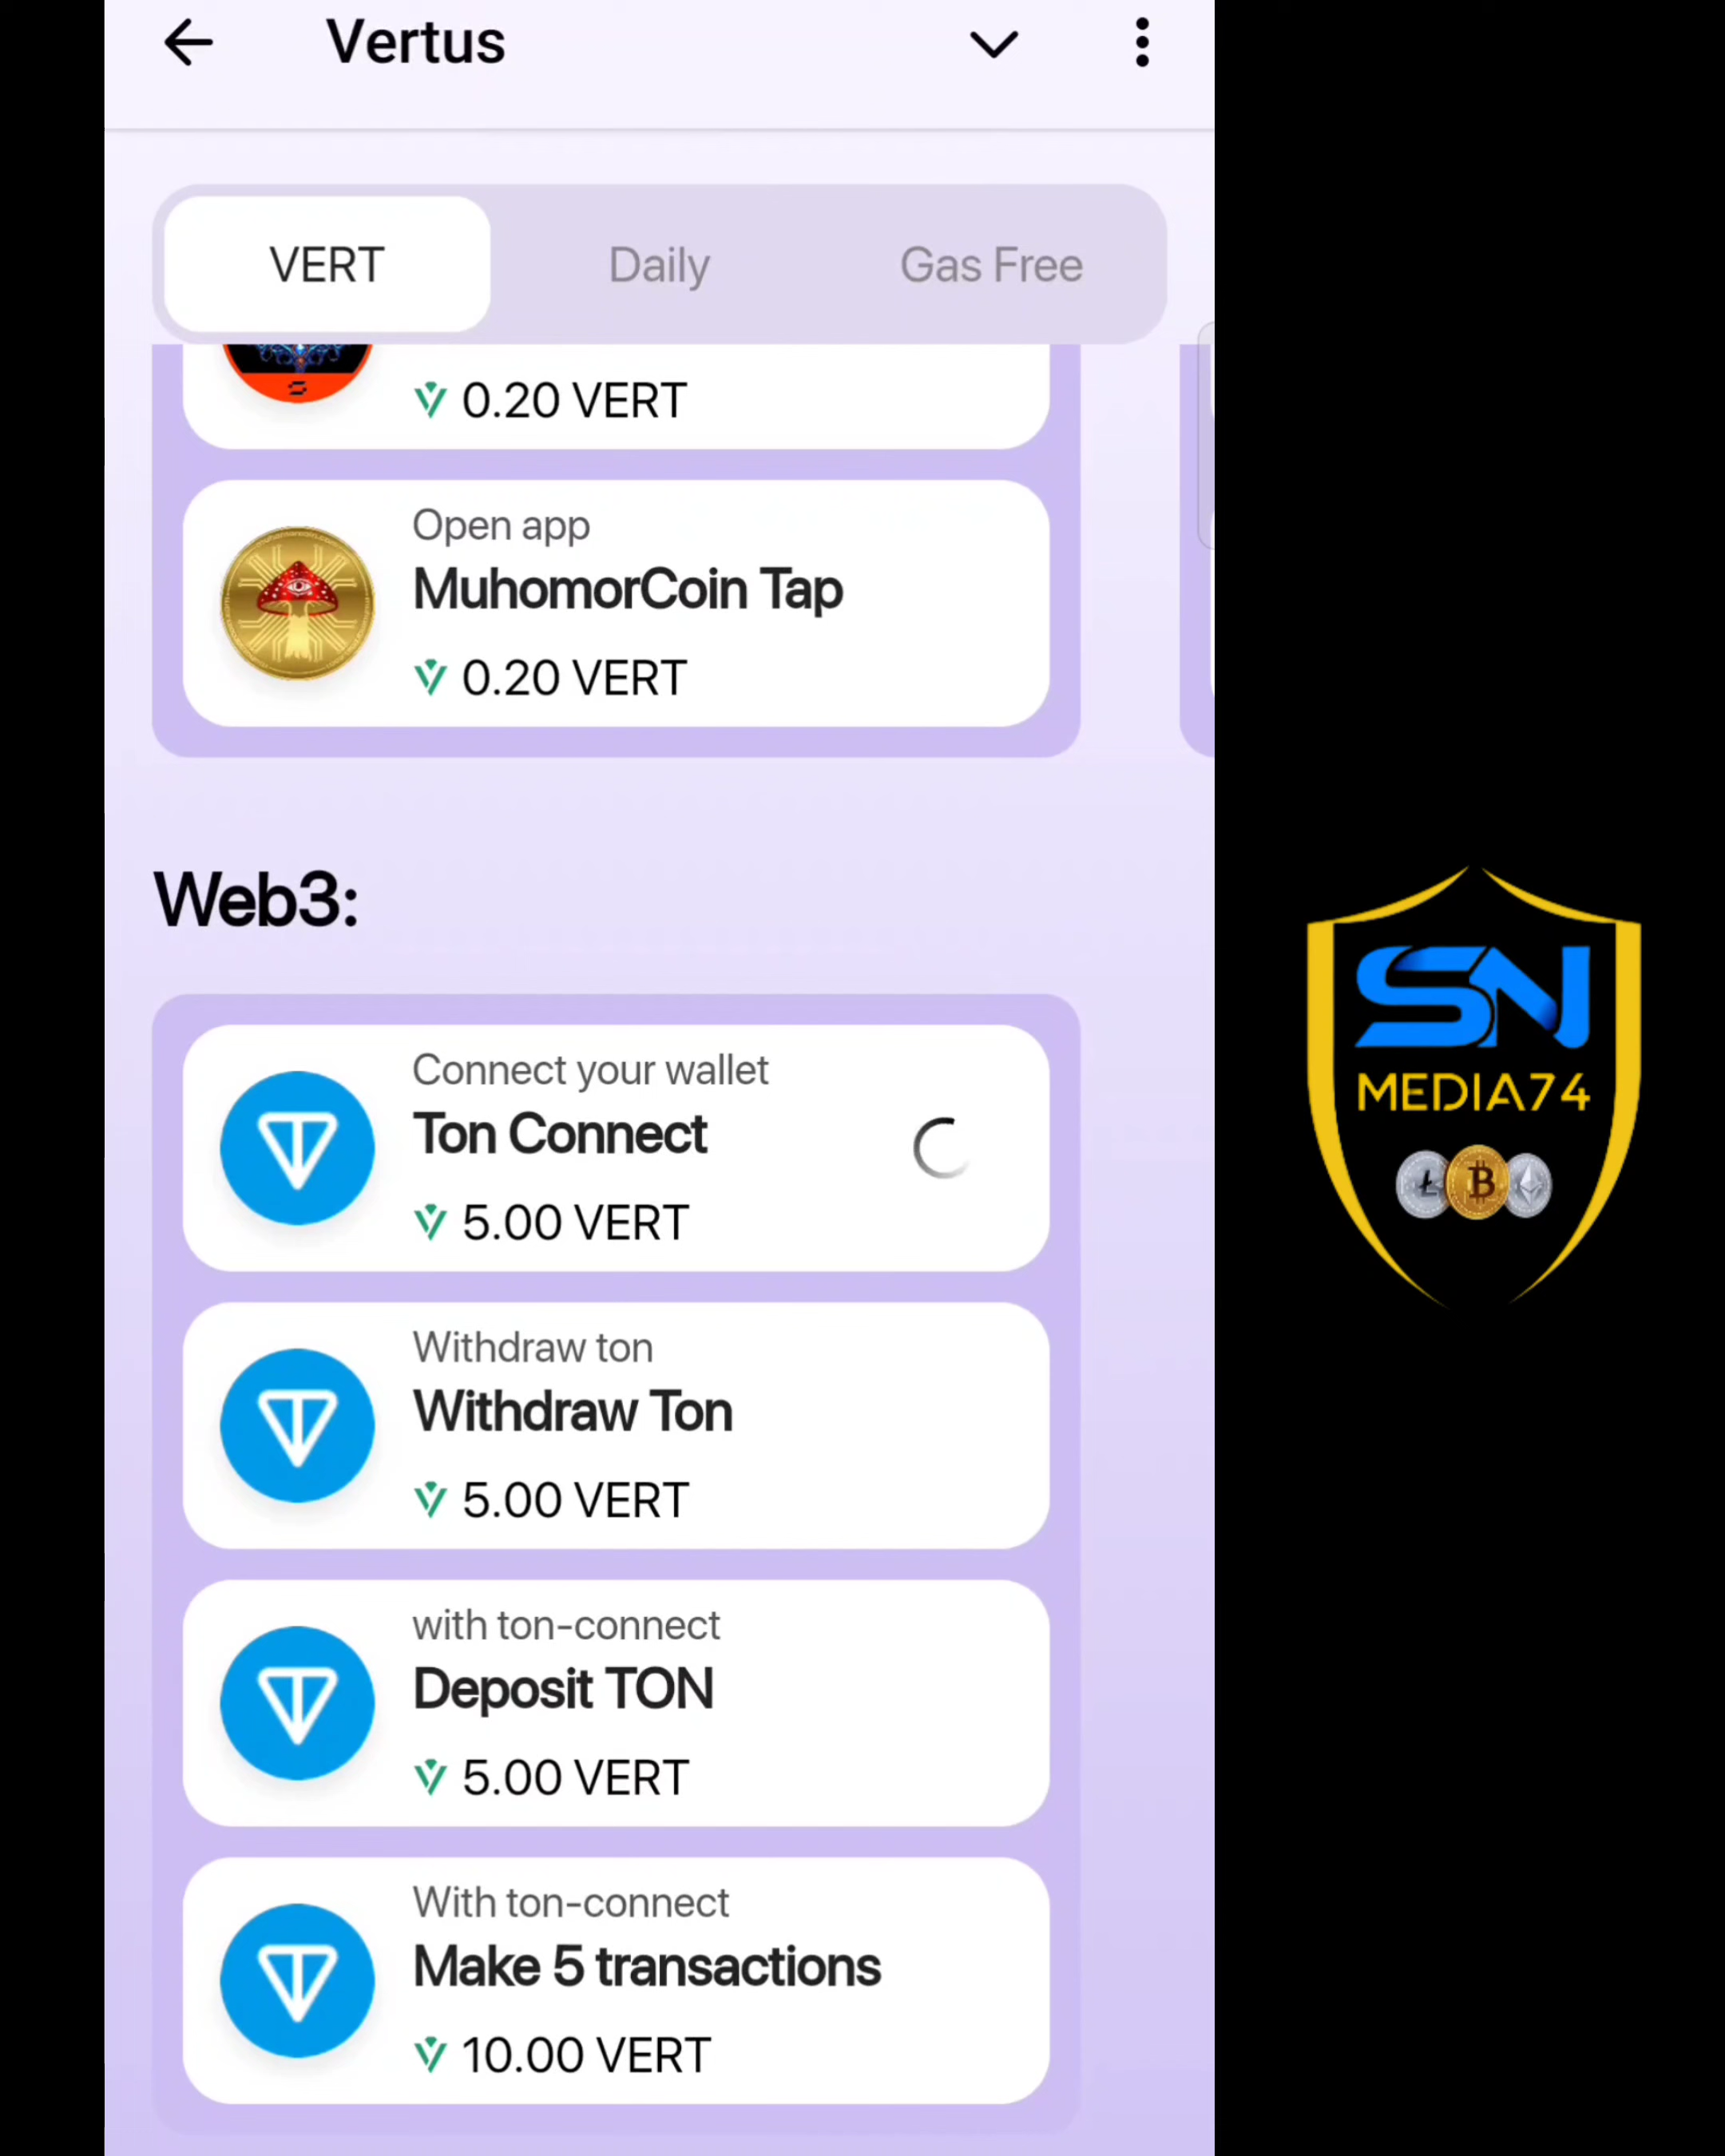 Vertus
VERT
Daily
Gas Free
0.20 VERT
Open app
MuhomorCoin Tap
0.20 VERT
Web3:
Connect your wallet
Ton Connect
5.00 VERT
Withdraw ton
Withdraw Ton
5.00 VERT
with ton-connect
Deposit TON
5.00 VERT
With ton-connect
Make 5 transactions
10.00 VERT
SN
MEDIA74